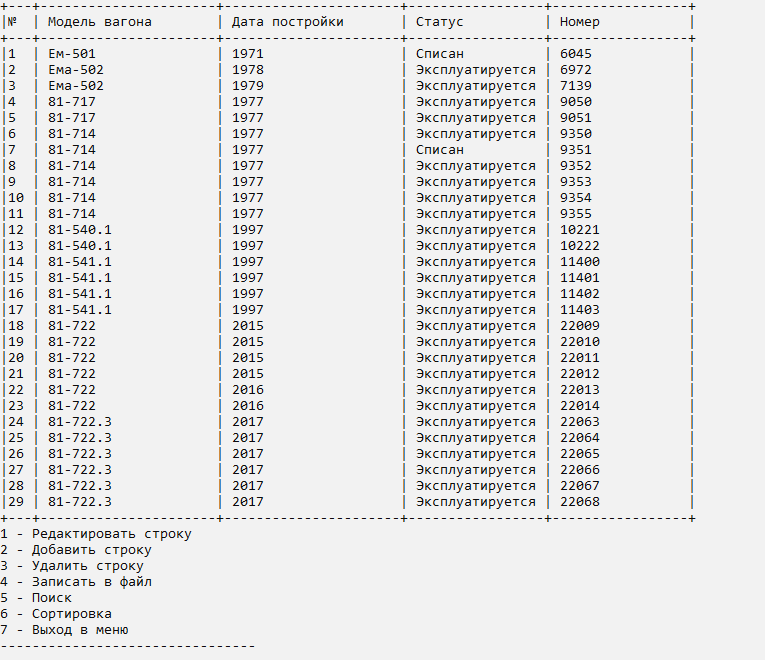 +---+----------------------+----------------------+-----------------+-----------------+
|№  | Модель вагона        | Дата постройки       | Статус          | Номер           |
+---+----------------------+----------------------+-----------------+-----------------+
|1  | Ем-501               | 1971                 | Списан          | 6045            |
|2  | Ема-502              | 1978                 | Эксплуатируется | 6972            |
|3  | Ема-502              | 1979                 | Эксплуатируется | 7139            |
|4  | 81-717               | 1977                 | Эксплуатируется | 9050            |
|5  | 81-717               | 1977                 | Эксплуатируется | 9051            |
|6  | 81-714               | 1977                 | Эксплуатируется | 9350            |
|7  | 81-714               | 1977                 | Списан          | 9351            |
|8  | 81-714               | 1977                 | Эксплуатируется | 9352            |
|9  | 81-714               | 1977                 | Эксплуатируется | 9353            |
|10 | 81-714               | 1977                 | Эксплуатируется | 9354            |
|11 | 81-714               | 1977                 | Эксплуатируется | 9355            |
|12 | 81-540.1             | 1997                 | Эксплуатируется | 10221           |
|13 | 81-540.1             | 1997                 | Эксплуатируется | 10222           |
|14 | 81-541.1             | 1997                 | Эксплуатируется | 11400           |
|15 | 81-541.1             | 1997                 | Эксплуатируется | 11401           |
|16 | 81-541.1             | 1997                 | Эксплуатируется | 11402           |
|17 | 81-541.1             | 1997                 | Эксплуатируется | 11403           |
|18 | 81-722               | 2015                 | Эксплуатируется | 22009           |
|19 | 81-722               | 2015                 | Эксплуатируется | 22010           |
|20 | 81-722               | 2015                 | Эксплуатируется | 22011           |
|21 | 81-722               | 2015                 | Эксплуатируется | 22012           |
|22 | 81-722               | 2016                 | Эксплуатируется | 22013           |
|23 | 81-722               | 2016                 | Эксплуатируется | 22014           |
|24 | 81-722.3             | 2017                 | Эксплуатируется | 22063           |
|25 | 81-722.3             | 2017                 | Эксплуатируется | 22064           |
|26 | 81-722.3             | 2017                 | Эксплуатируется | 22065           |
|27 | 81-722.3             | 2017                 | Эксплуатируется | 22066           |
|28 | 81-722.3             | 2017                 | Эксплуатируется | 22067           |
|29 | 81-722.3             | 2017                 | Эксплуатируется | 22068           |
+---+----------------------+----------------------+-----------------+-----------------+
1 - Редактировать строку
2 - Добавить строку
3 - Удалить строку
4 - Записать в файл
5 - Поиск
6 - Сортировка
7 - Выход в меню
--------------------------------